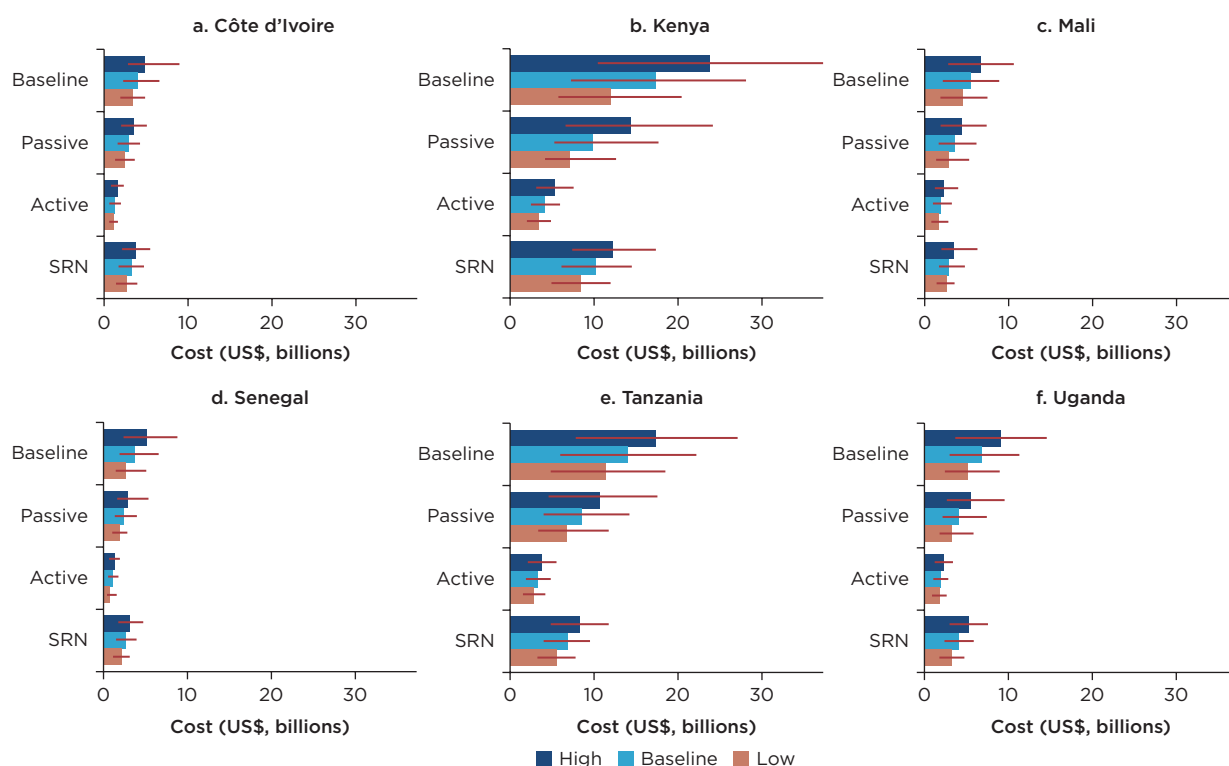 a. Côte d’Ivoire
Baseline
Passive
Active
SRN
0 10 20 30
Cost (US$, billions)
b. Kenya
Baseline
Passive
Active
SRN
0 10 20 30
Cost (US$, billions)
c. Mali
Baseline
Passive
Active
SRN
0 10 20 30
Cost (US$, billions)
d. Senegal
Baseline
Passive
Active
SRN
0 10 20 30
Cost (US$, billions)
e. Tanzania
Baseline
Passive
Active
SRN
0 10 20 30
Cost (US$, billions)
f. Uganda
Baseline
Passive
Active
SRN
0 10 20 30
Cost (US$, billions)
High Baseline Low